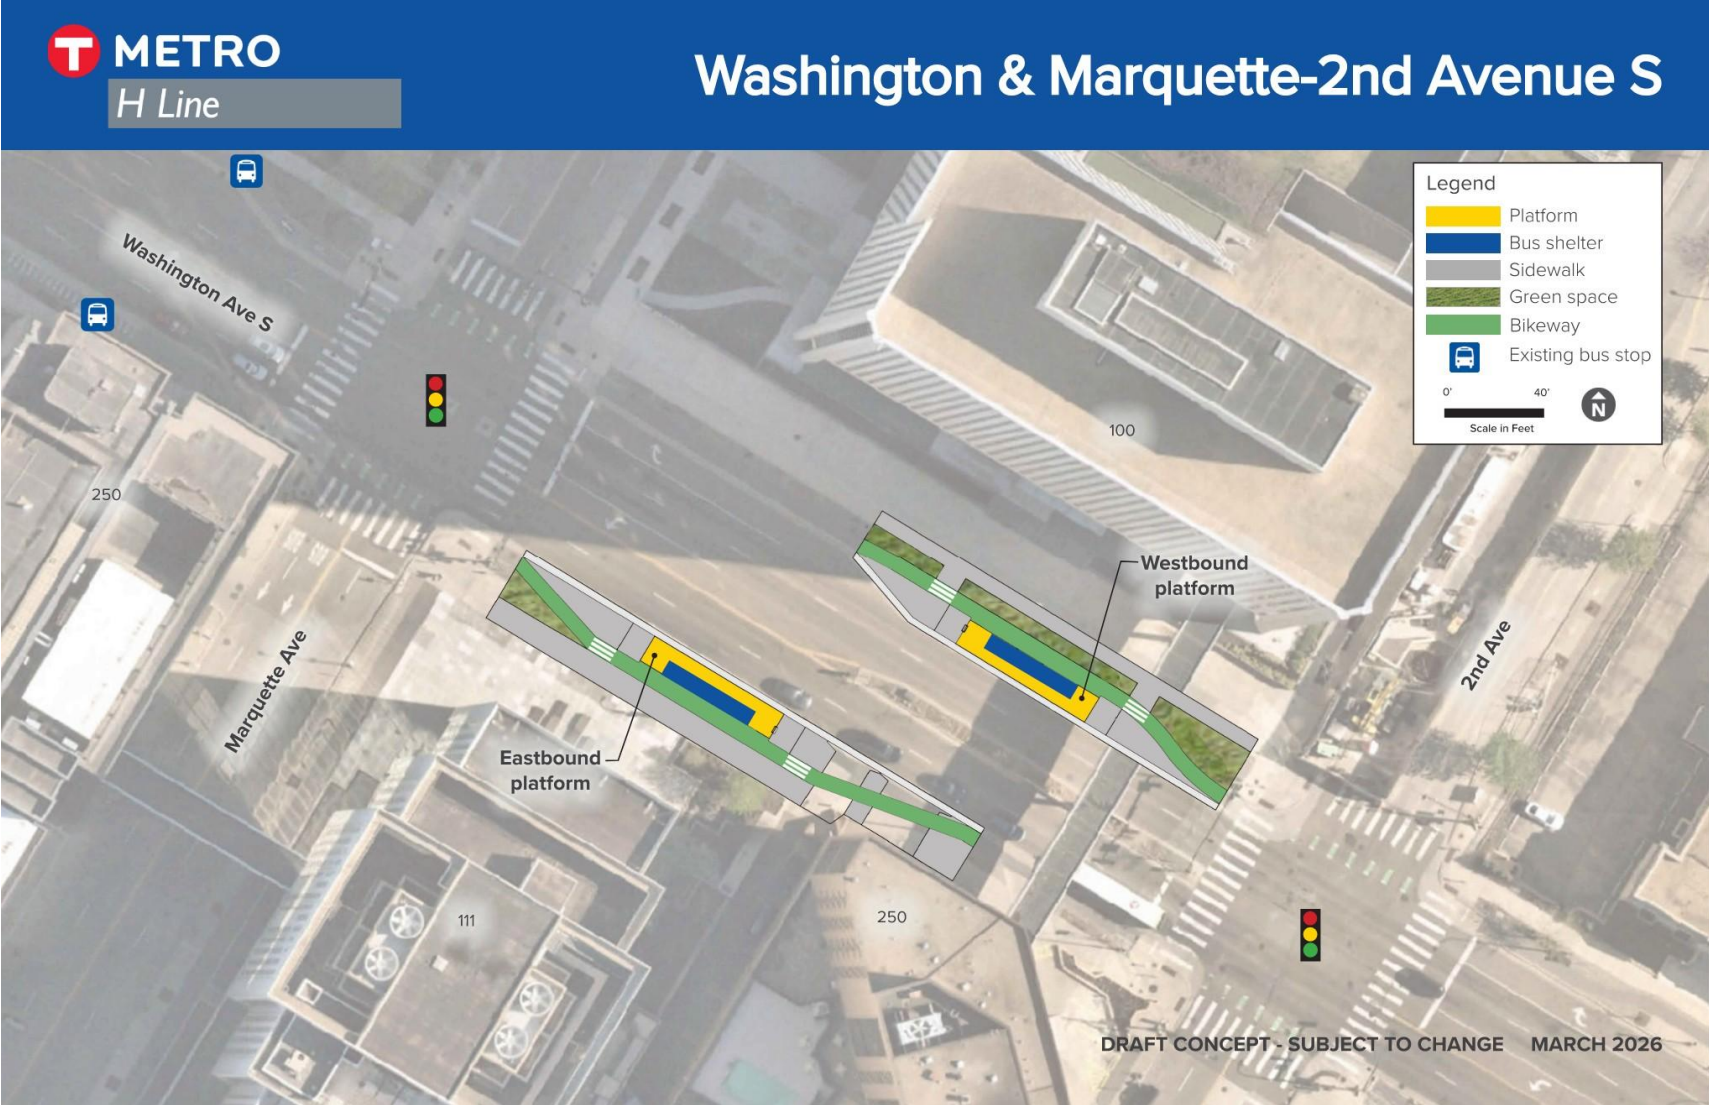 T METRO
H Line
Washington & Marquette-2nd Avenue S
Legend
Platform
Bus shelter
Sidewalk
Green space
Bikeway
Existing bus stop
0' 40'
Scale in Feet
N
Washington Ave S
100
250
Westbound
platform
2nd Ave
Marquette Ave
Eastbound
platform
111
250
DRAFT CONCEPT - SUBJECT TO CHANGE MARCH 2026